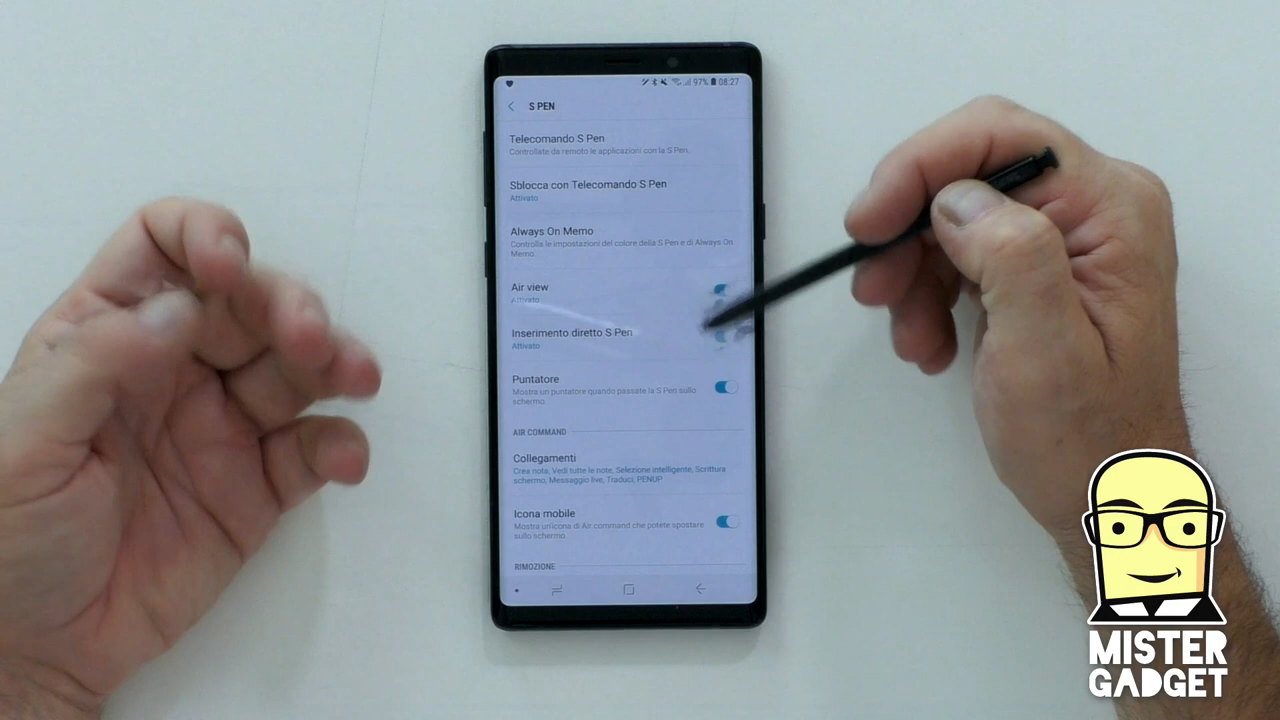 97% 08:27
S PEN
Telecomando S Pen
Controllate da remoto le applicazioni con la S Pen.
Sblocca con Telecomando S Pen
Attivato
Always On Memo
Controlla le impostazioni del colore della S Pen e di Always On
Memo.
Air view
Attivato
Inserimento diretto S Pen
Attivato
Puntatore
Mostra un puntatore quando passate la S Pen sullo
schermo.
AIR COMMAND
Collegamenti
Crea nota, Vedi tutte le note, Selezione intelligente, Scrittura
schermo, Messaggio live, Traduci, PENUP
Icona mobile
Mostra un'icona di Air command che potete spostare
sullo schermo.
RIMOZIONE
MISTER
GADGET